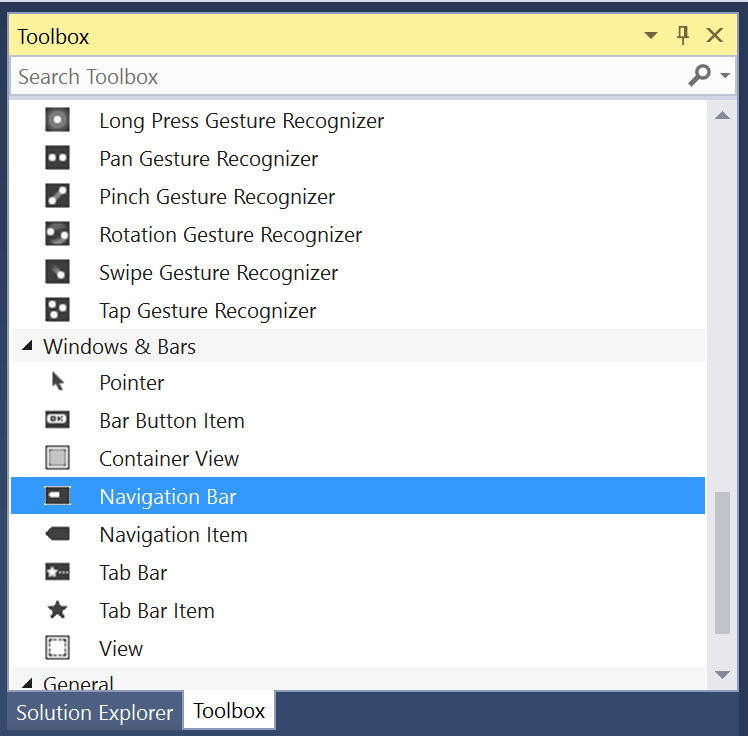 Toolbox
Search Toolbox
Long Press Gesture Recognizer
Pan Gesture Recognizer
Pinch Gesture Recognizer
Rotation Gesture Recognizer
Swipe Gesture Recognizer
Tap Gesture Recognizer
Windows & Bars
Pointer
OK Bar Button Item
Container View
Navigation Bar
Navigation Item
Tab Bar
Tab Bar Item
View
General
Solution Explorer Toolbox